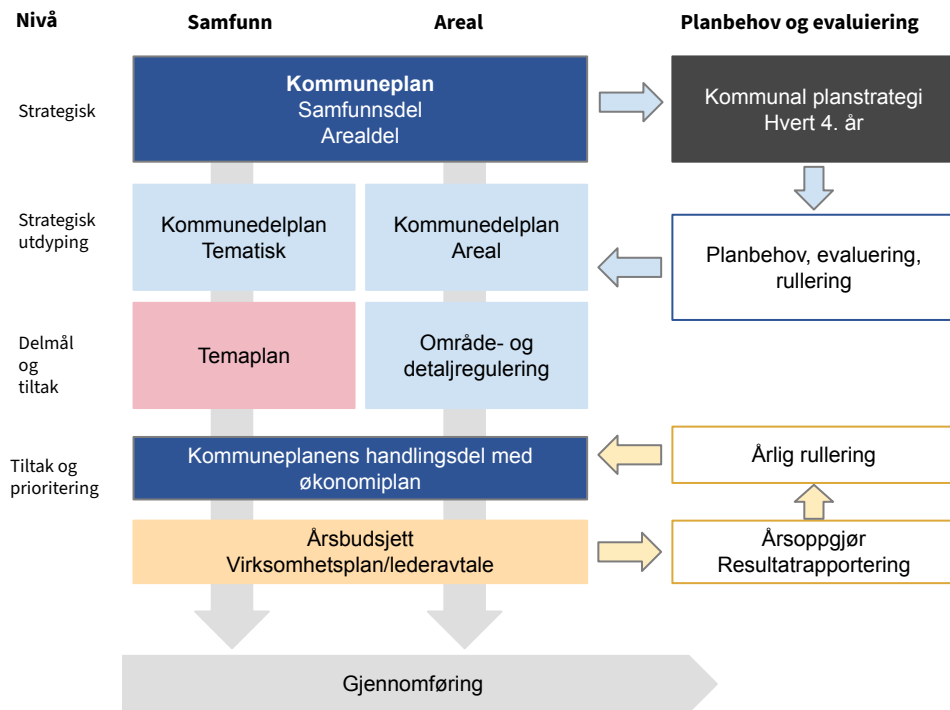 Nivå
Samfunn
Areal
Planbehov og evaluiering
Strategisk
Kommuneplan
Samfunnsdel
Arealdel
Kommunal planstrategi
Hvert 4. år
Strategisk
utdyping
Kommunedelplan
Tematisk
Kommunedelplan
Areal
Planbehov, evaluering,
rullering
Delmål
og
tiltak
Temaplan
Område- og
detaljregulering
Tiltak og
prioritering
Kommuneplanens handlingsdel med
økonomiplan
Årlig rullering
Årsbudsjett
Virksomhetsplan/lederavtale
Årsoppgjør
Resultatrapportering
Gjennomføring